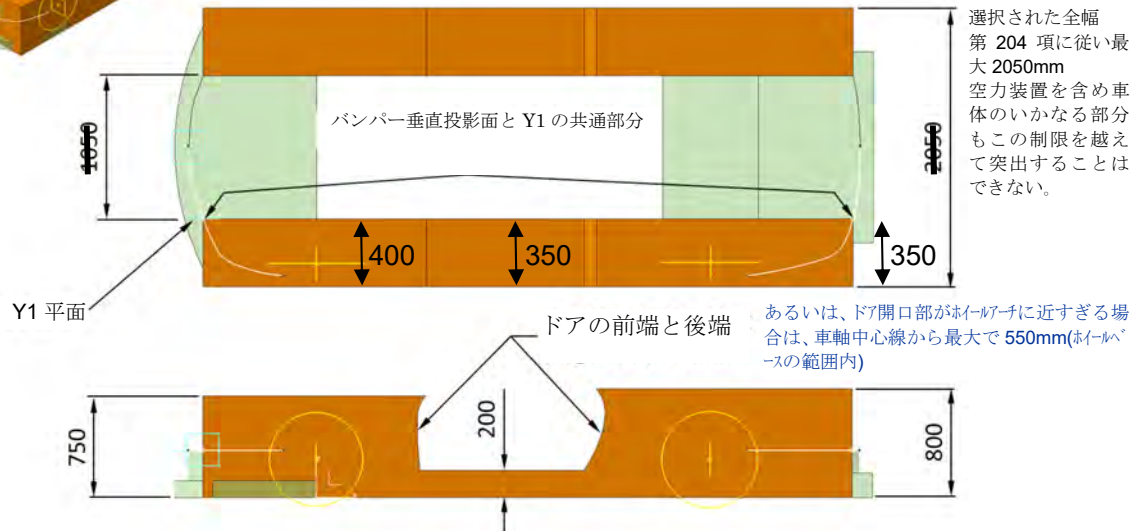 選択された全幅
第 204 項に従い最
大 2050mm
空力装置を含め車
体のいかなる部分
もこの制限を越え
て突出することは
できない。
バンパー垂直投影面と Y1 の共通部分
1050
2050
400
350
350
Y1 平面
ドアの前端と後端
あるいは、ドア開口部がﾎｲｰﾙｱｰﾁに近すぎる場
合は、車軸中心線から最大で 550mm(ﾎｲｰﾙﾍﾞ
ｰｽの範囲内)
750
200
800